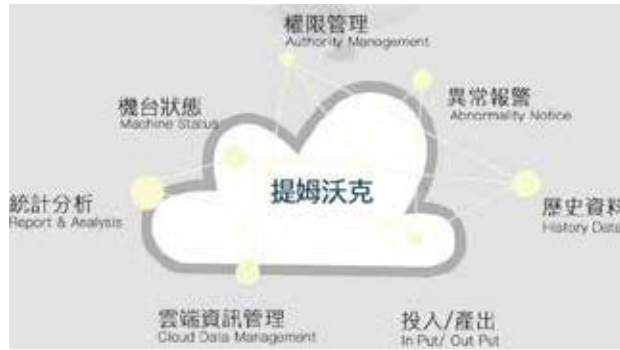 權限管理
Authority Management
機台狀態
Machine Status
異常報警
Abnormality Notice
提姆沃克
統計分析
Report & Analysis
歷史資料
History Data
雲端資訊管理
Cloud Data Management
投入/產出
In Put/ Out Put